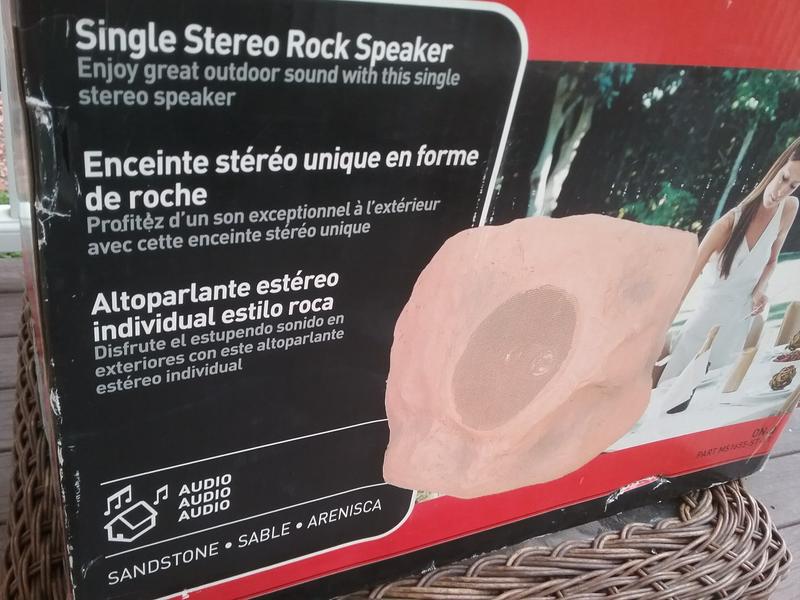 Single Stereo Rock Speaker
Enjoy great outdoor sound with this single
stereo speaker
Enceinte stéréo unique en forme
de roche
Profitez d'un son exceptionnel à l'extérieur
avec cette enceinte stéréo unique
Altoparlante estéreo
individual estilo roca
Disfrute el estupendo sonido en
exteriores con este altoparlante
estéreo individual
AUDIO
AUDIO
AUDIO
SANDSTONE • SABLE • ARENISCA
PART